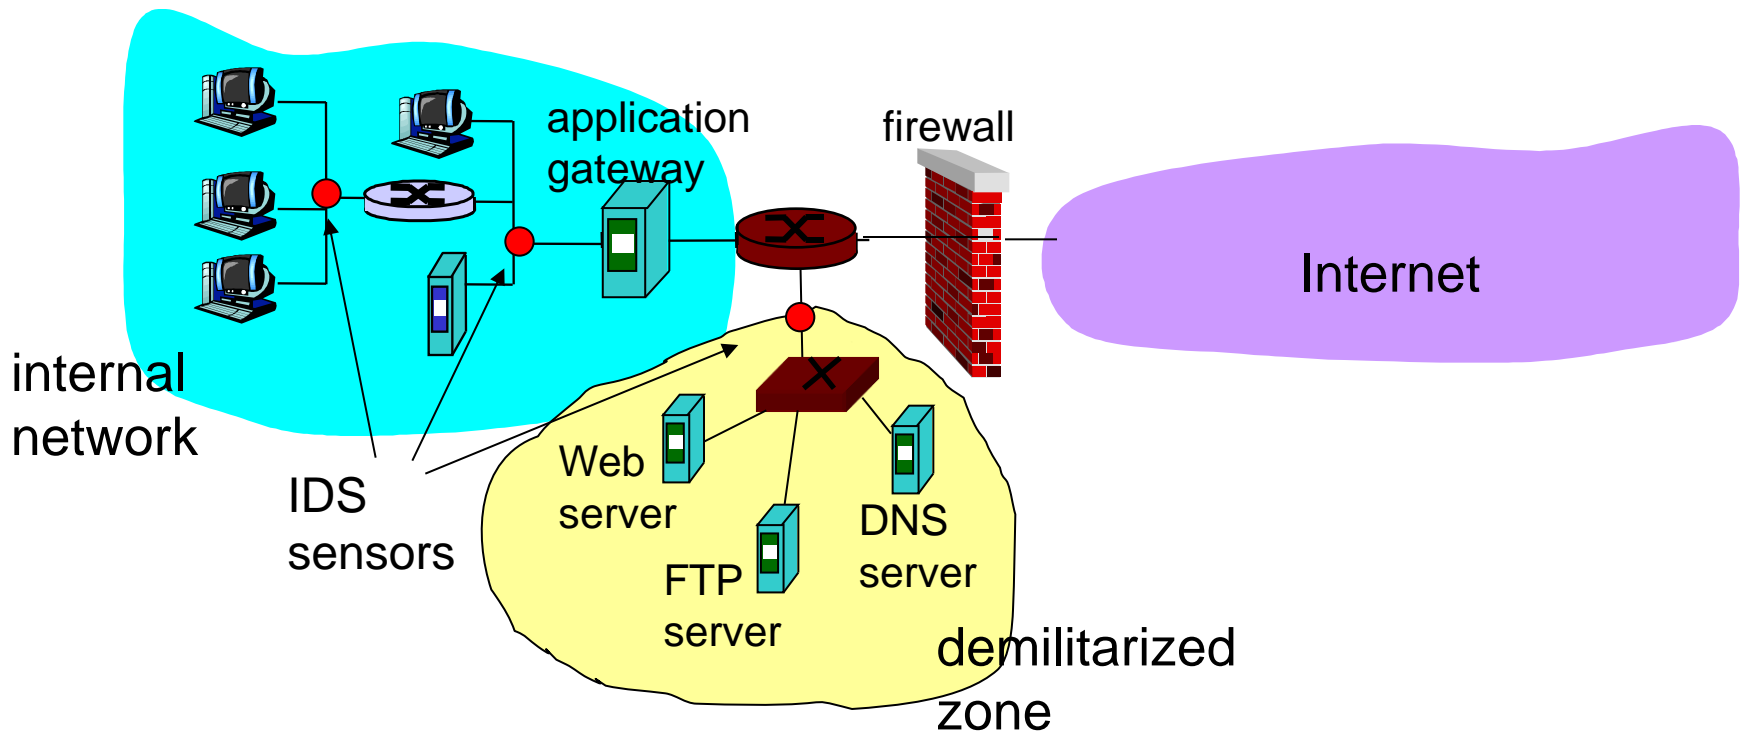 application
gateway
firewall
Internet
internal
network
IDS
sensors
Web
server
FTP
server
DNS
server
demilitarized
zone